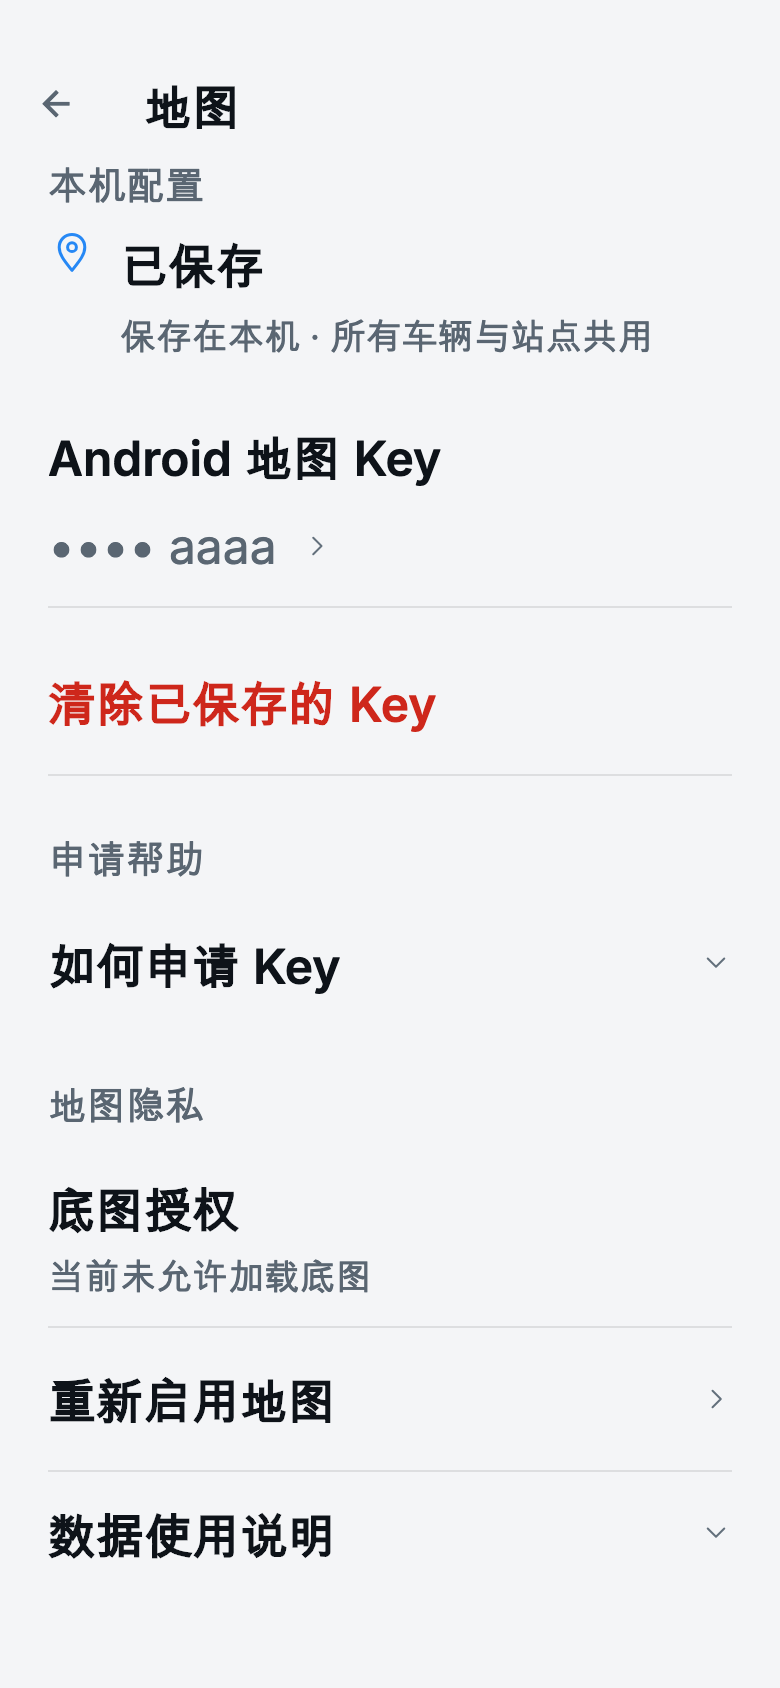 地图
本机配置
已保存
保存在本机 · 所有车辆与站点共用
Android 地图 Key
•••• aaaa
清除已保存的 Key
申请帮助
如何申请 Key
地图隐私
底图授权
当前未允许加载底图
重新启用地图
数据使用说明